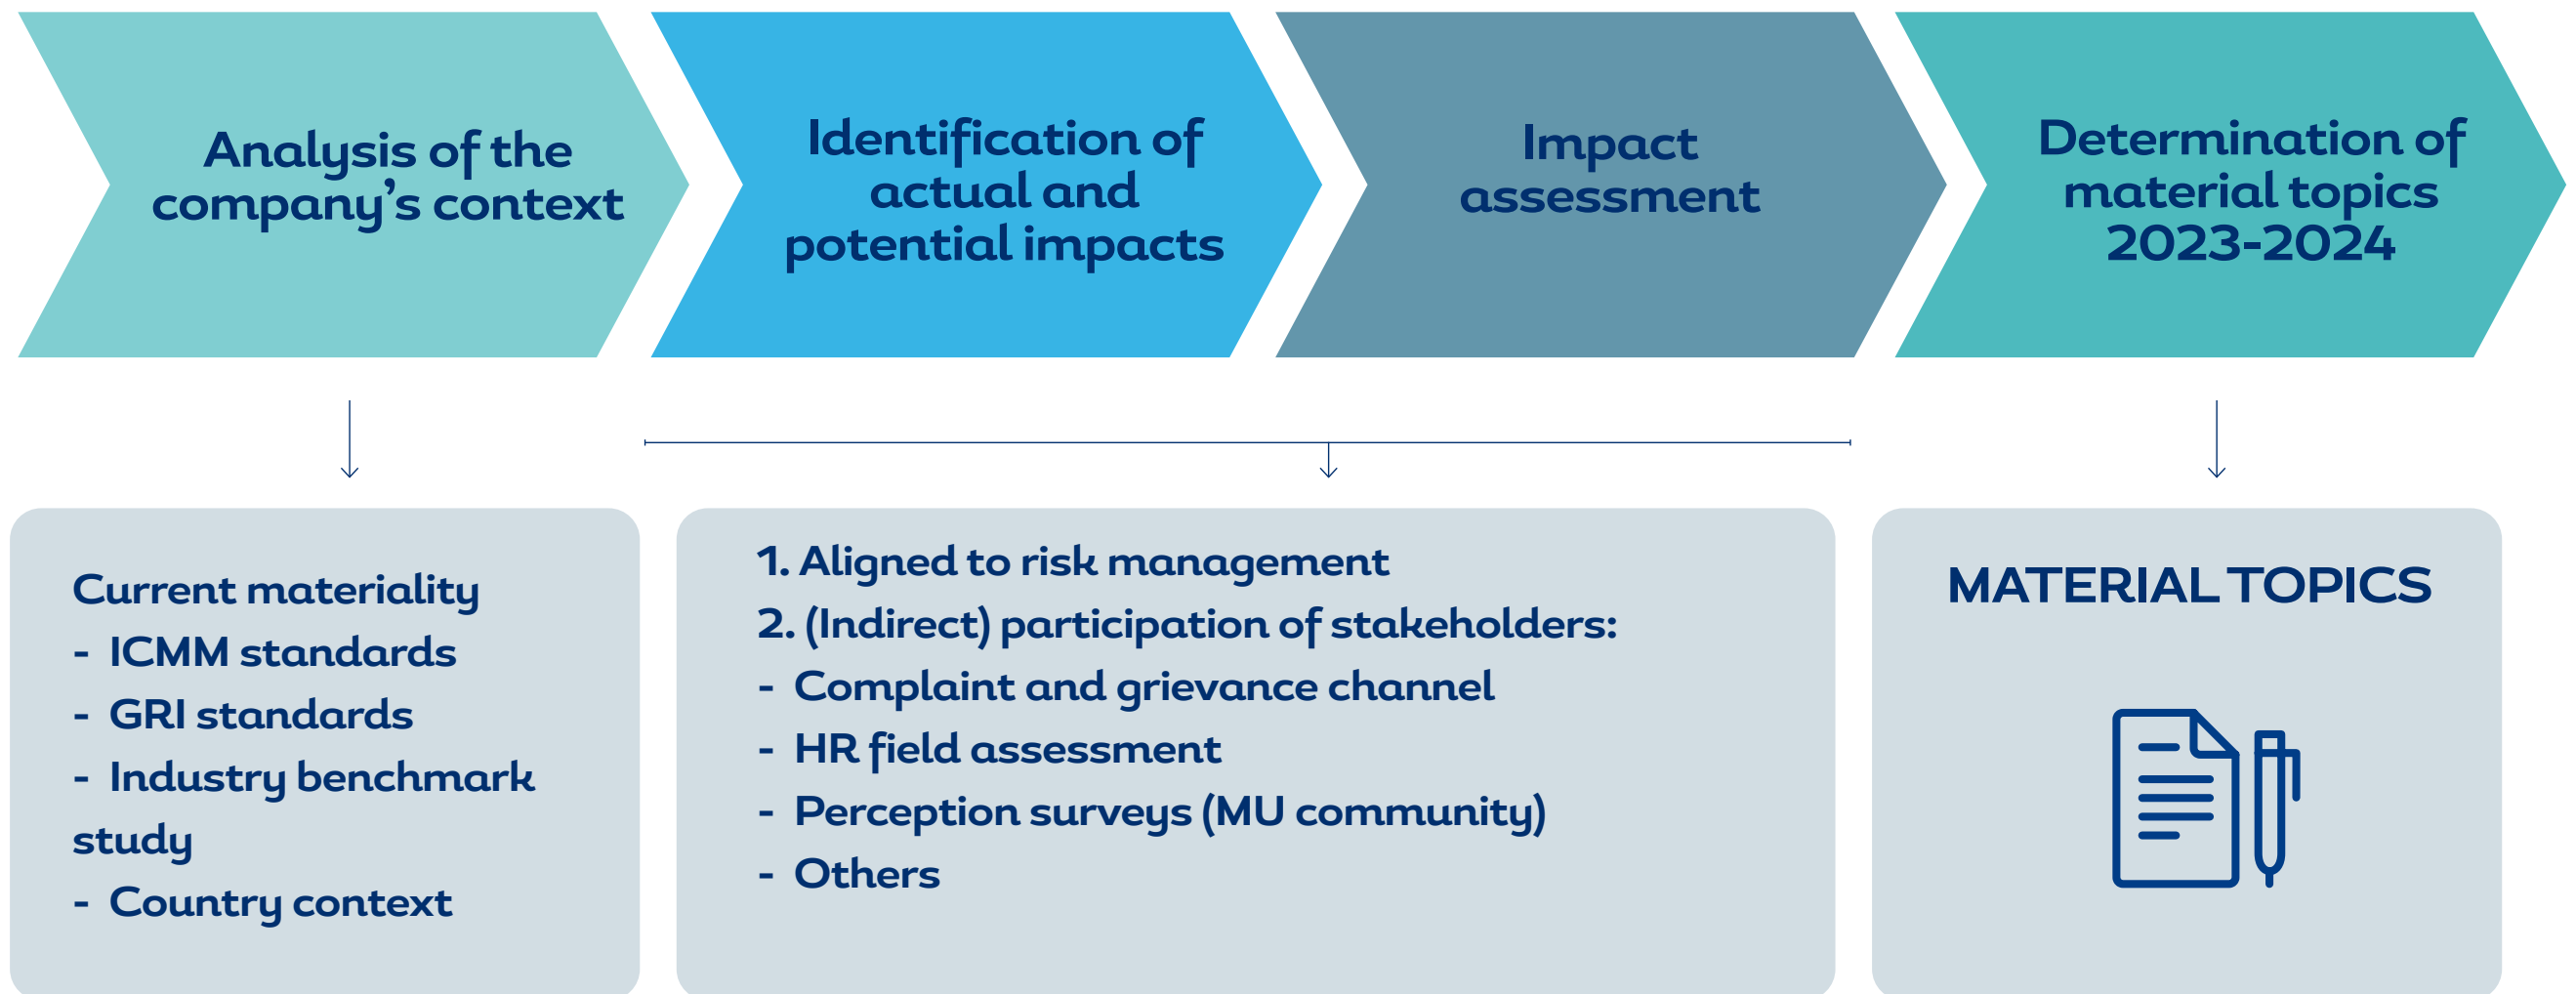 Analysis of the
company’s context
Identification of
actual and
potential impacts
Impact
assessment
Determination of
material topics
2023-2024
Current materiality
- ICMM standards
- GRI standards
- Industry benchmark
study
- Country context
1. Aligned to risk management
2. (Indirect) participation of stakeholders:
- Complaint and grievance channel
- HR field assessment
- Perception surveys (MU community)
- Others
MATERIAL TOPICS